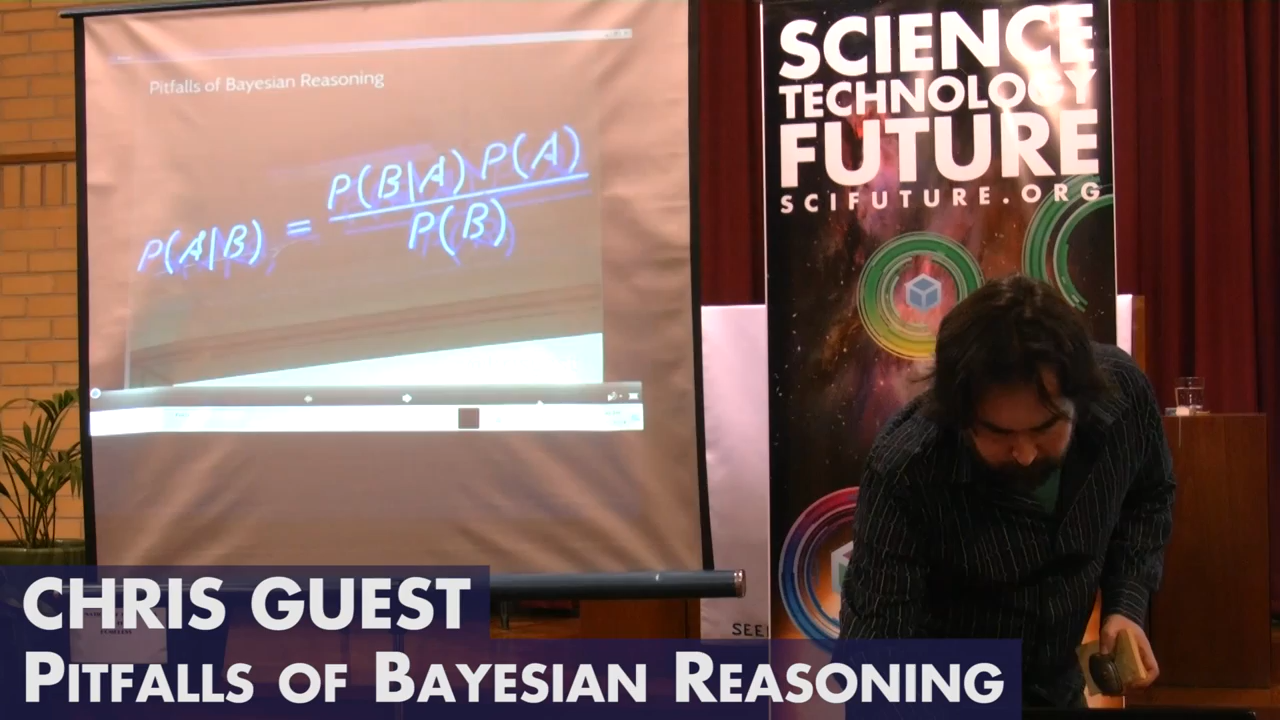 Pitfalls of Bayesian Reasoning
P(A|B) = P(B|A) P(A)
P(B)
SCIENCE
TECHNOLOGY
FUTURE
SCIFUTURE.ORG
CHRIS GUEST
PITFALLS OF BAYESIAN REASONING